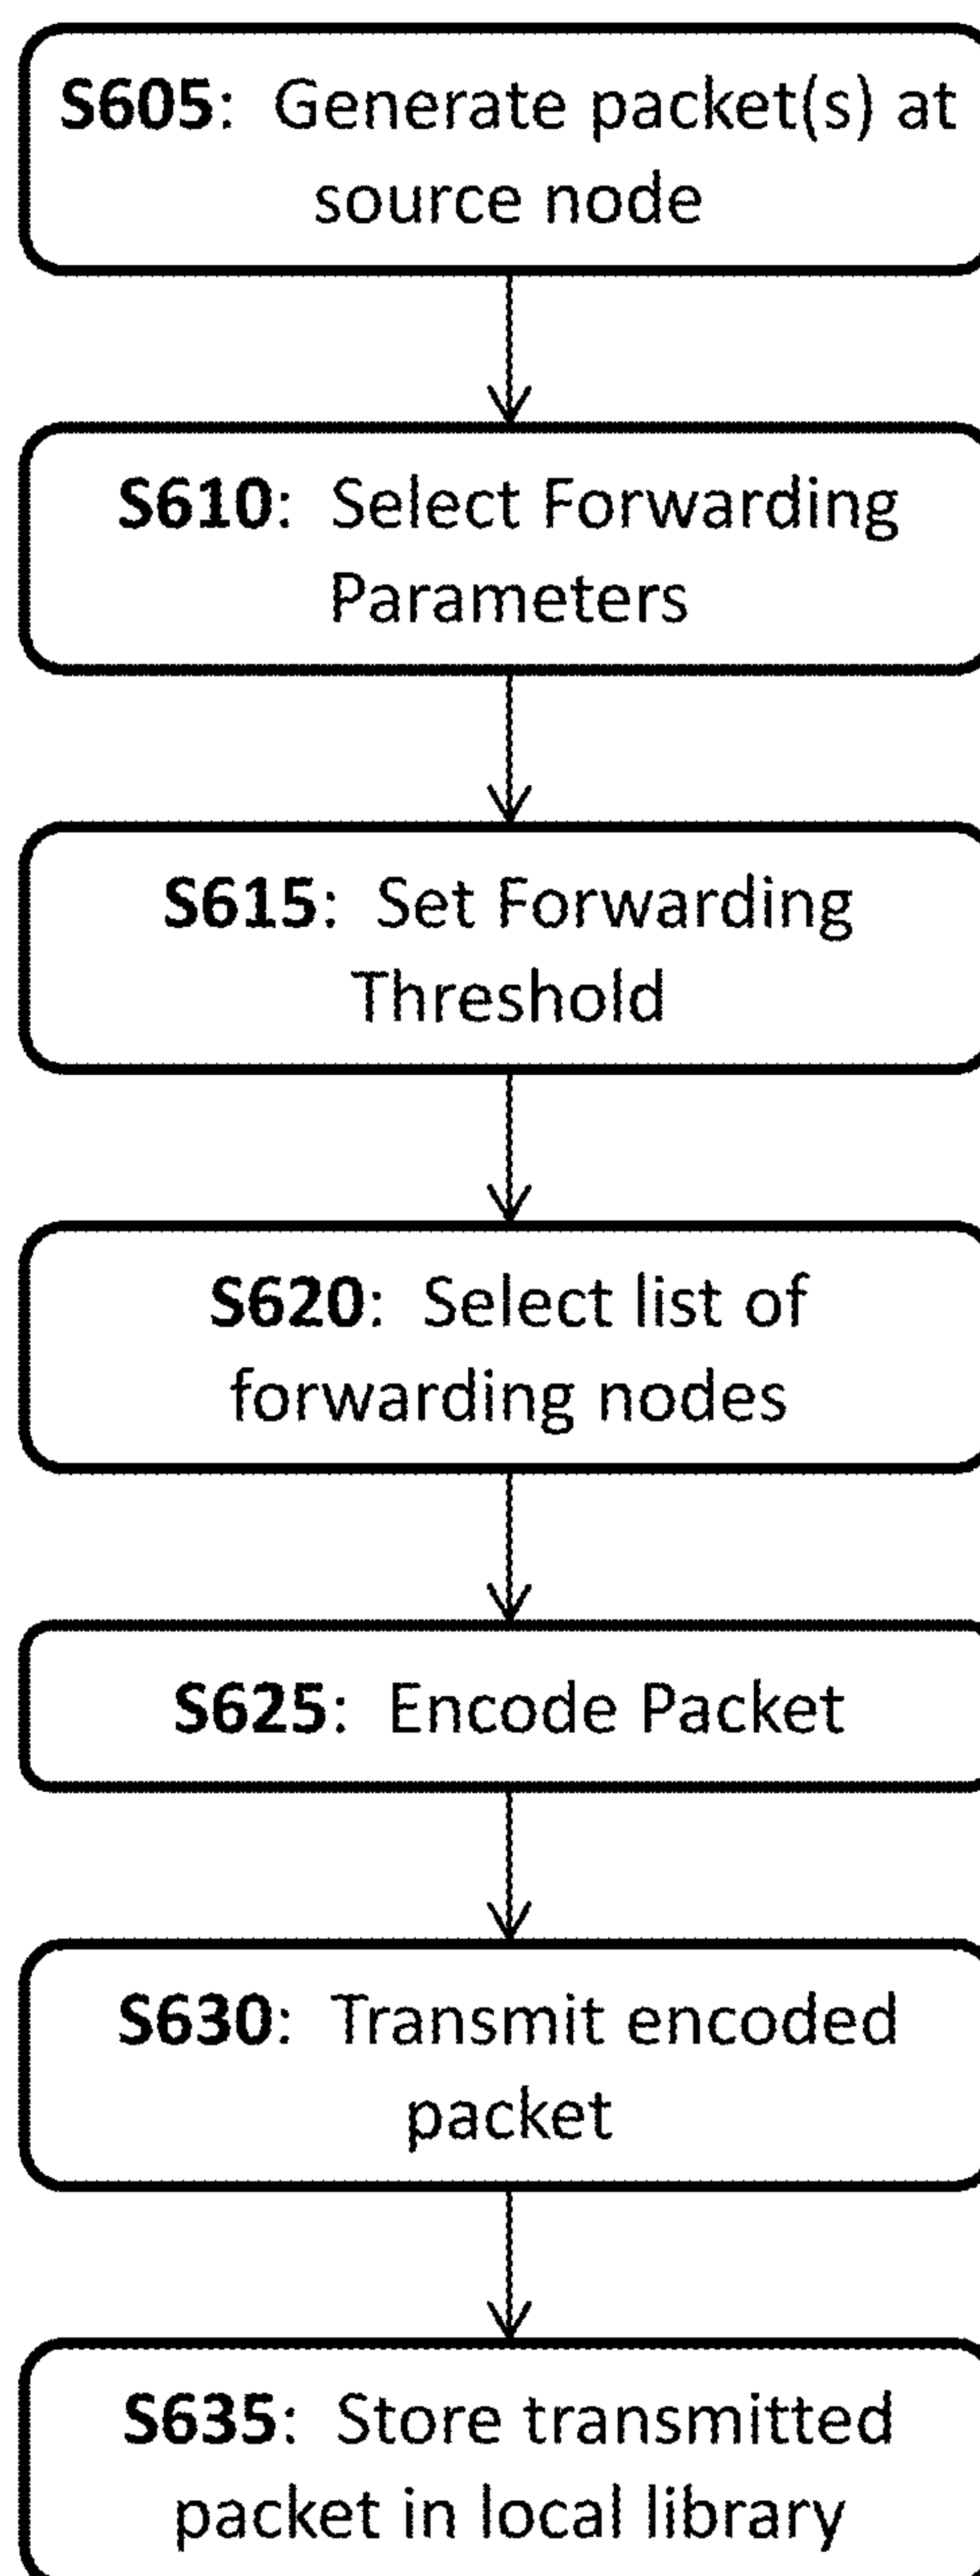 S605: Generate packet(s) at
source node
S610: Select Forwarding
Parameters
S615: Set Forwarding
Threshold
S620: Select list of
forwarding nodes
S625: Encode Packet
S630: Transmit encoded
packet
S635: Store transmitted
packet in local library